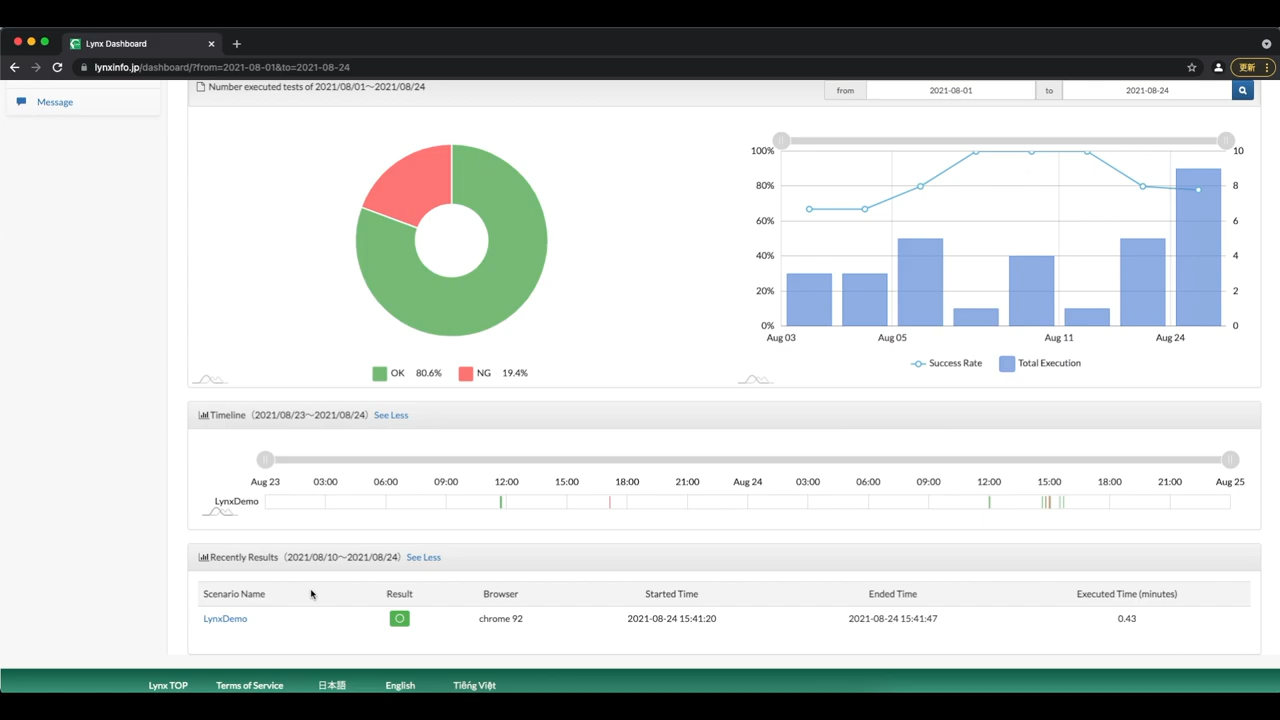 Lynx Dashboard
lynxinfo.jp/dashboard/?from=2021-08-01&to=2021-08-24
更新
Message
Number executed tests of 2021/08/01～2021/08/24
from 2021-08-01 to 2021-08-24
100% 10
80% 8
60% 6
40% 4
20% 2
0% 0
Aug 03 Aug 05 Aug 11 Aug 24
Success Rate Total Execution
OK 80.6% NG 19.4%
Timeline（2021/08/23～2021/08/24） See Less
Aug 23 03:00 06:00 09:00 12:00 15:00 18:00 21:00 Aug 24 03:00 06:00 09:00 12:00 15:00 18:00 21:00 Aug 25
LynxDemo
Recently Results（2021/08/10～2021/08/24） See Less
Scenario Name Result Browser Started Time Ended Time Executed Time (minutes)
LynxDemo chrome 92 2021-08-24 15:41:20 2021-08-24 15:41:47 0.43
Lynx TOP Terms of Service 日本語 English Tiếng Việt